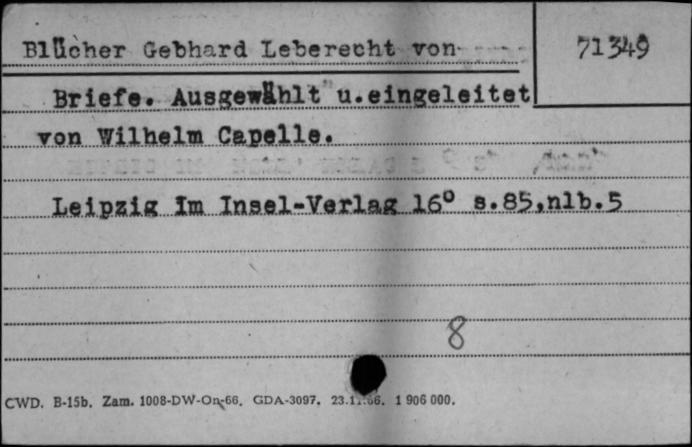 Blücher Gebhard Leberecht von
71349
Briefe. Ausgewählt u.eingeleitet
von Wilhelm Capelle.
Leipzig Im Insel-Verlag 16° s.85,nlb.5
8
CWD. B-15b. Zam. 1008-DW-On-66. GDA-3097. 23.11.66. 1 906 000.